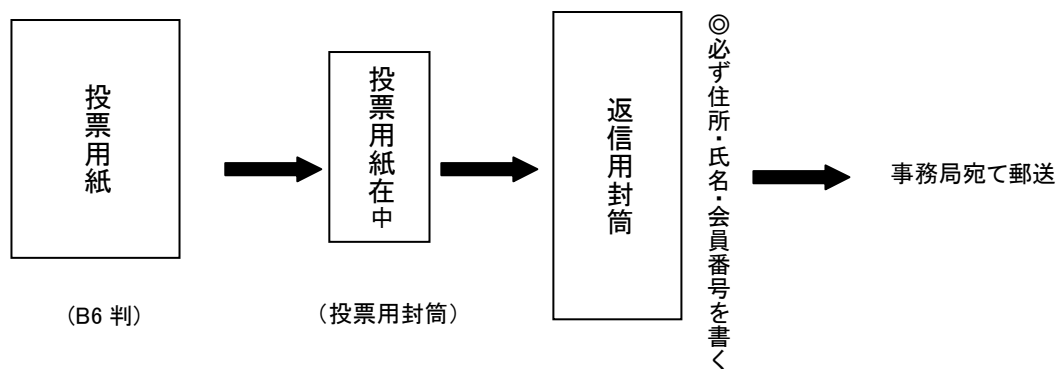 投票用紙
(B6 判)
投票用紙在中
（投票用封筒）
返信用封筒
◎必ず住所・氏名・会員番号を書く
事務局宛て郵送